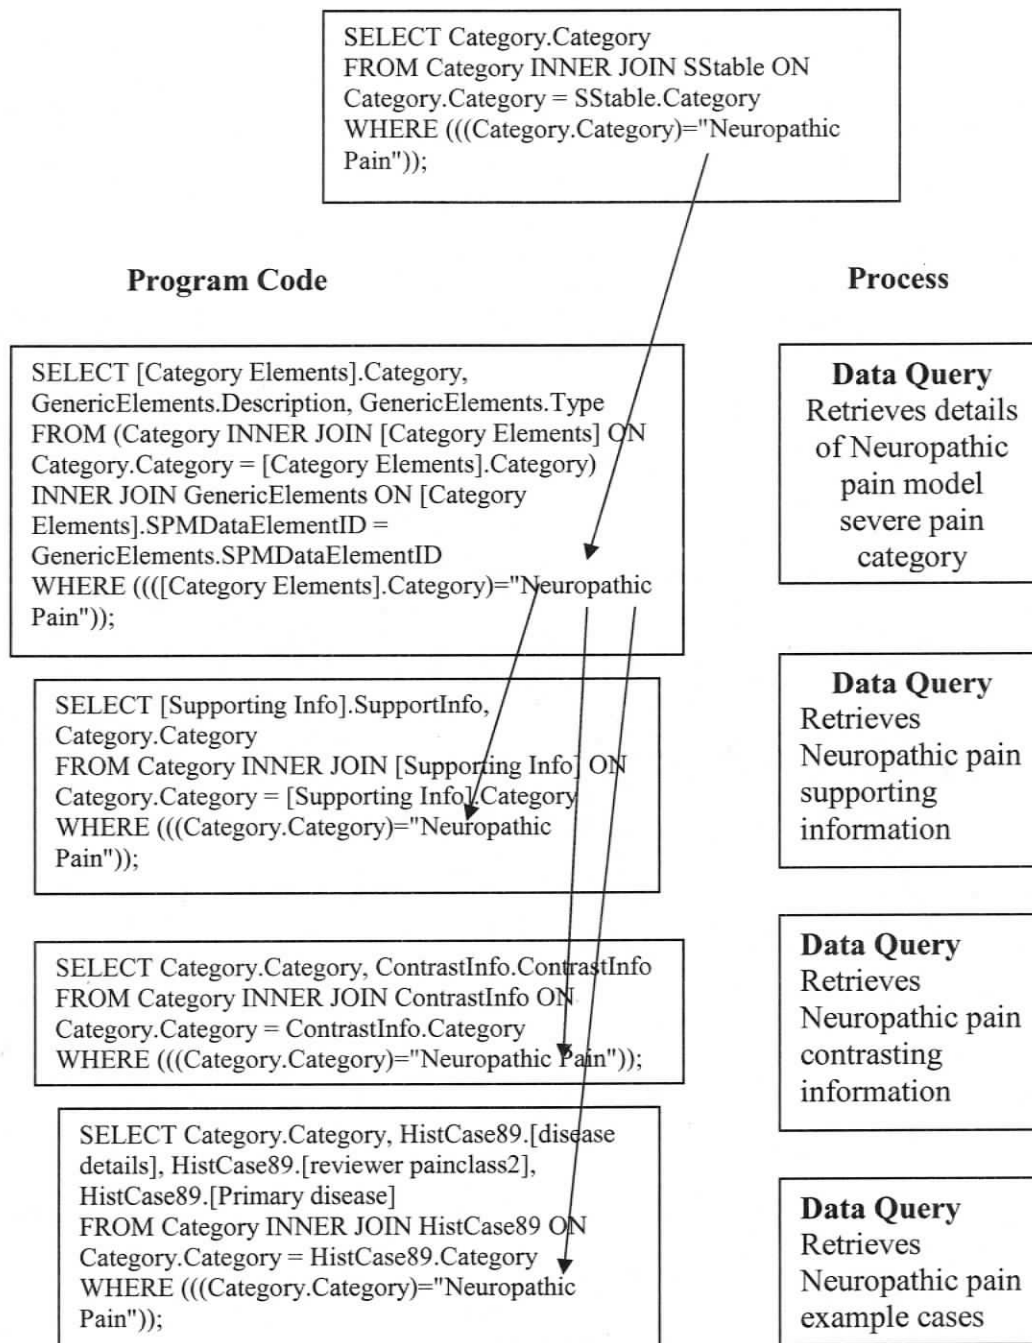 SELECT Category.Category
FROM Category INNER JOIN SStable ON
Category.Category = SStable.Category
WHERE (((Category.Category)="Neuropathic
Pain"));
Program Code
Process
SELECT [Category Elements].Category,
GenericElements.Description, GenericElements.Type
FROM (Category INNER JOIN [Category Elements] ON
Category.Category = [Category Elements].Category)
INNER JOIN GenericElements ON [Category
Elements].SPMDataElementID =
GenericElements.SPMDataElementID
WHERE ((([Category Elements].Category)="Neuropathic
Pain"));
Data Query
Retrieves details
of Neuropathic
pain model
severe pain
category
SELECT [Supporting Info].SupportInfo,
Category.Category
FROM Category INNER JOIN [Supporting Info] ON
Category.Category = [Supporting Info].Category
WHERE (((Category.Category)="Neuropathic
Pain"));
Data Query
Retrieves
Neuropathic pain
supporting
information
SELECT Category.Category, ContrastInfo.ContrastInfo
FROM Category INNER JOIN ContrastInfo ON
Category.Category = ContrastInfo.Category
WHERE (((Category.Category)="Neuropathic Pain"));
Data Query
Retrieves
Neuropathic pain
contrasting
information
SELECT Category.Category, HistCase89.[disease
details], HistCase89.[reviewer painclass2],
HistCase89.[Primary disease]
FROM Category INNER JOIN HistCase89 ON
Category.Category = HistCase89.Category
WHERE (((Category.Category)="Neuropathic
Pain"));
Data Query
Retrieves
Neuropathic pain
example cases